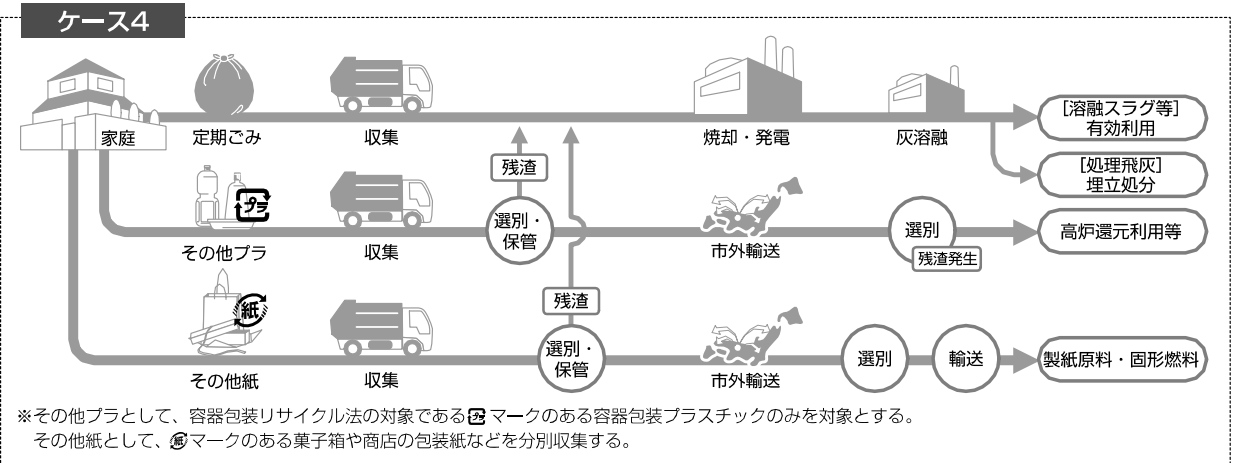 ケース4
家庭
定期ごみ
収集
焼却・発電
灰溶融
[溶融スラグ等]
有効利用
[処理飛灰]
埋立処分
残渣
プラ
その他プラ
収集
選別・
保管
市外輸送
選別
残渣発生
高炉還元利用等
残渣
紙
その他紙
収集
選別・
保管
市外輸送
選別
輸送
製紙原料・固形燃料
※その他プラとして、容器包装リサイクル法の対象であるプラマークのある容器包装プラスチックのみを対象とする。
その他紙として、紙マークのある菓子箱や商店の包装紙などを分別収集する。